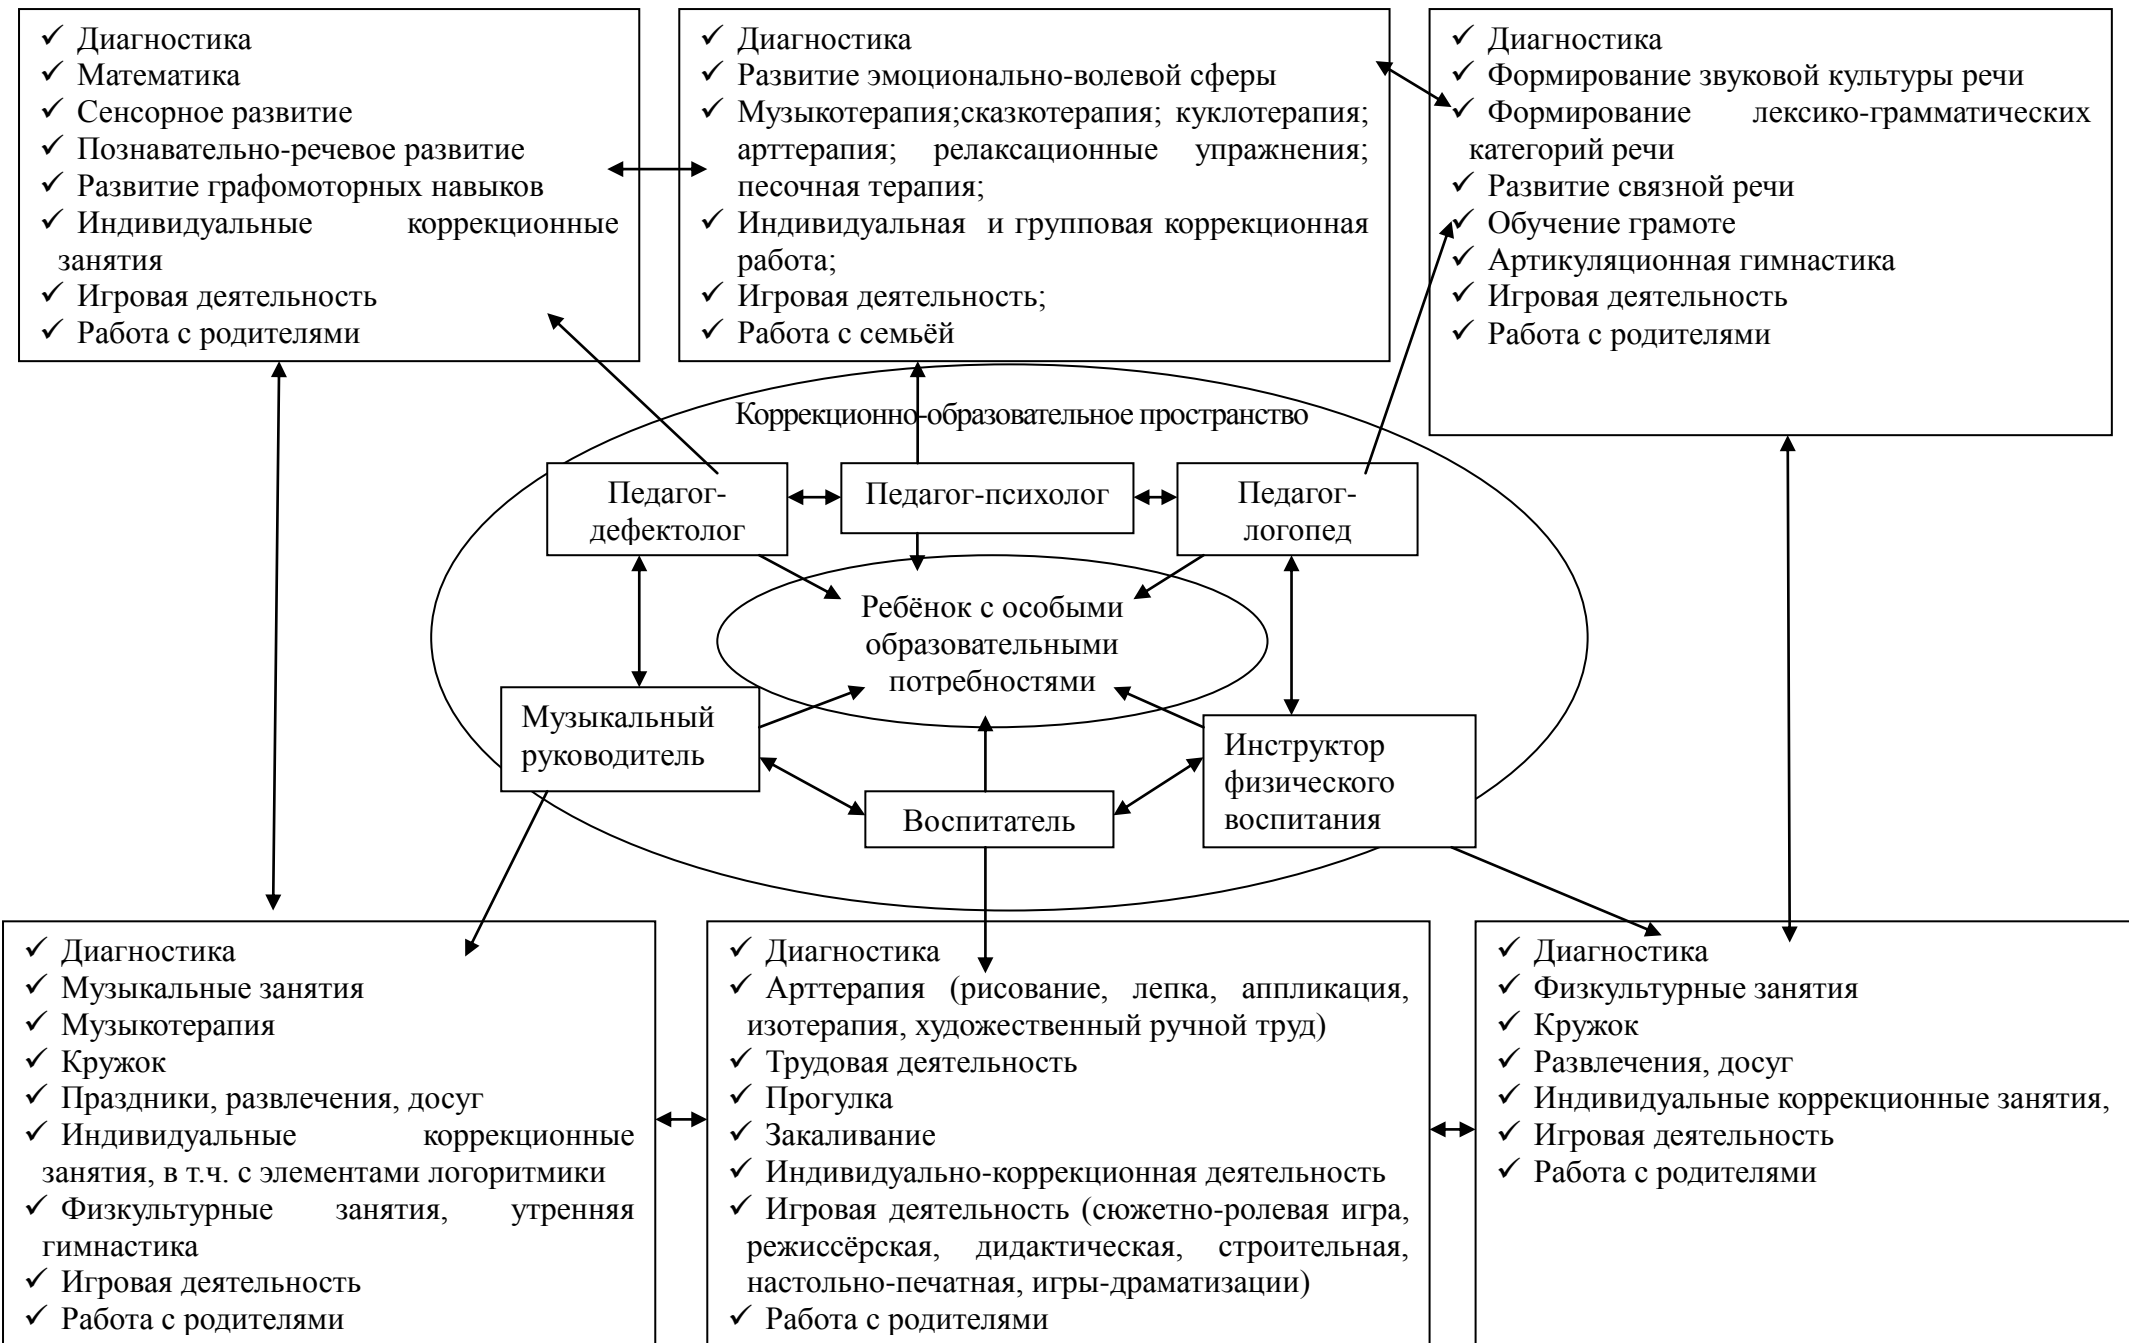 ✓ Диагностика
✓ Математика
✓ Сенсорное развитие
✓ Познавательно-речевое развитие
✓ Развитие графомоторных навыков
✓ Индивидуальные коррекционные
занятия
✓ Игровая деятельность
✓ Работа с родителями
✓ Диагностика
✓ Развитие эмоционально-волевой сферы
✓ Музыкотерапия;сказкотерапия; куклотерапия;
арттерапия; релаксационные упражнения;
песочная терапия;
✓ Индивидуальная и групповая коррекционная
работа;
✓ Игровая деятельность;
✓ Работа с семьёй
✓ Диагностика
✓ Формирование звуковой культуры речи
✓ Формирование лексико-грамматических
категорий речи
✓ Развитие связной речи
✓ Обучение грамоте
✓ Артикуляционная гимнастика
✓ Игровая деятельность
✓ Работа с родителями
Коррекционно-образовательное пространство
Педагог-
дефектолог
Педагог-психолог
Педагог-
логопед
Ребёнок с особыми
образовательными
потребностями
Музыкальный
руководитель
Воспитатель
Инструктор
физического
воспитания
✓ Диагностика
✓ Музыкальные занятия
✓ Музыкотерапия
✓ Кружок
✓ Праздники, развлечения, досуг
✓ Индивидуальные коррекционные
занятия, в т.ч. с элементами логоритмики
✓ Физкультурные занятия, утренняя
гимнастика
✓ Игровая деятельность
✓ Работа с родителями
✓ Диагностика
✓ Арттерапия (рисование, лепка, аппликация,
изотерапия, художественный ручной труд)
✓ Трудовая деятельность
✓ Прогулка
✓ Закаливание
✓ Индивидуально-коррекционная деятельность
✓ Игровая деятельность (сюжетно-ролевая игра,
режиссёрская, дидактическая, строительная,
настольно-печатная, игры-драматизации)
✓ Работа с родителями
✓ Диагностика
✓ Физкультурные занятия
✓ Кружок
✓ Развлечения, досуг
✓ Индивидуальные коррекционные занятия,
✓ Игровая деятельность
✓ Работа с родителями